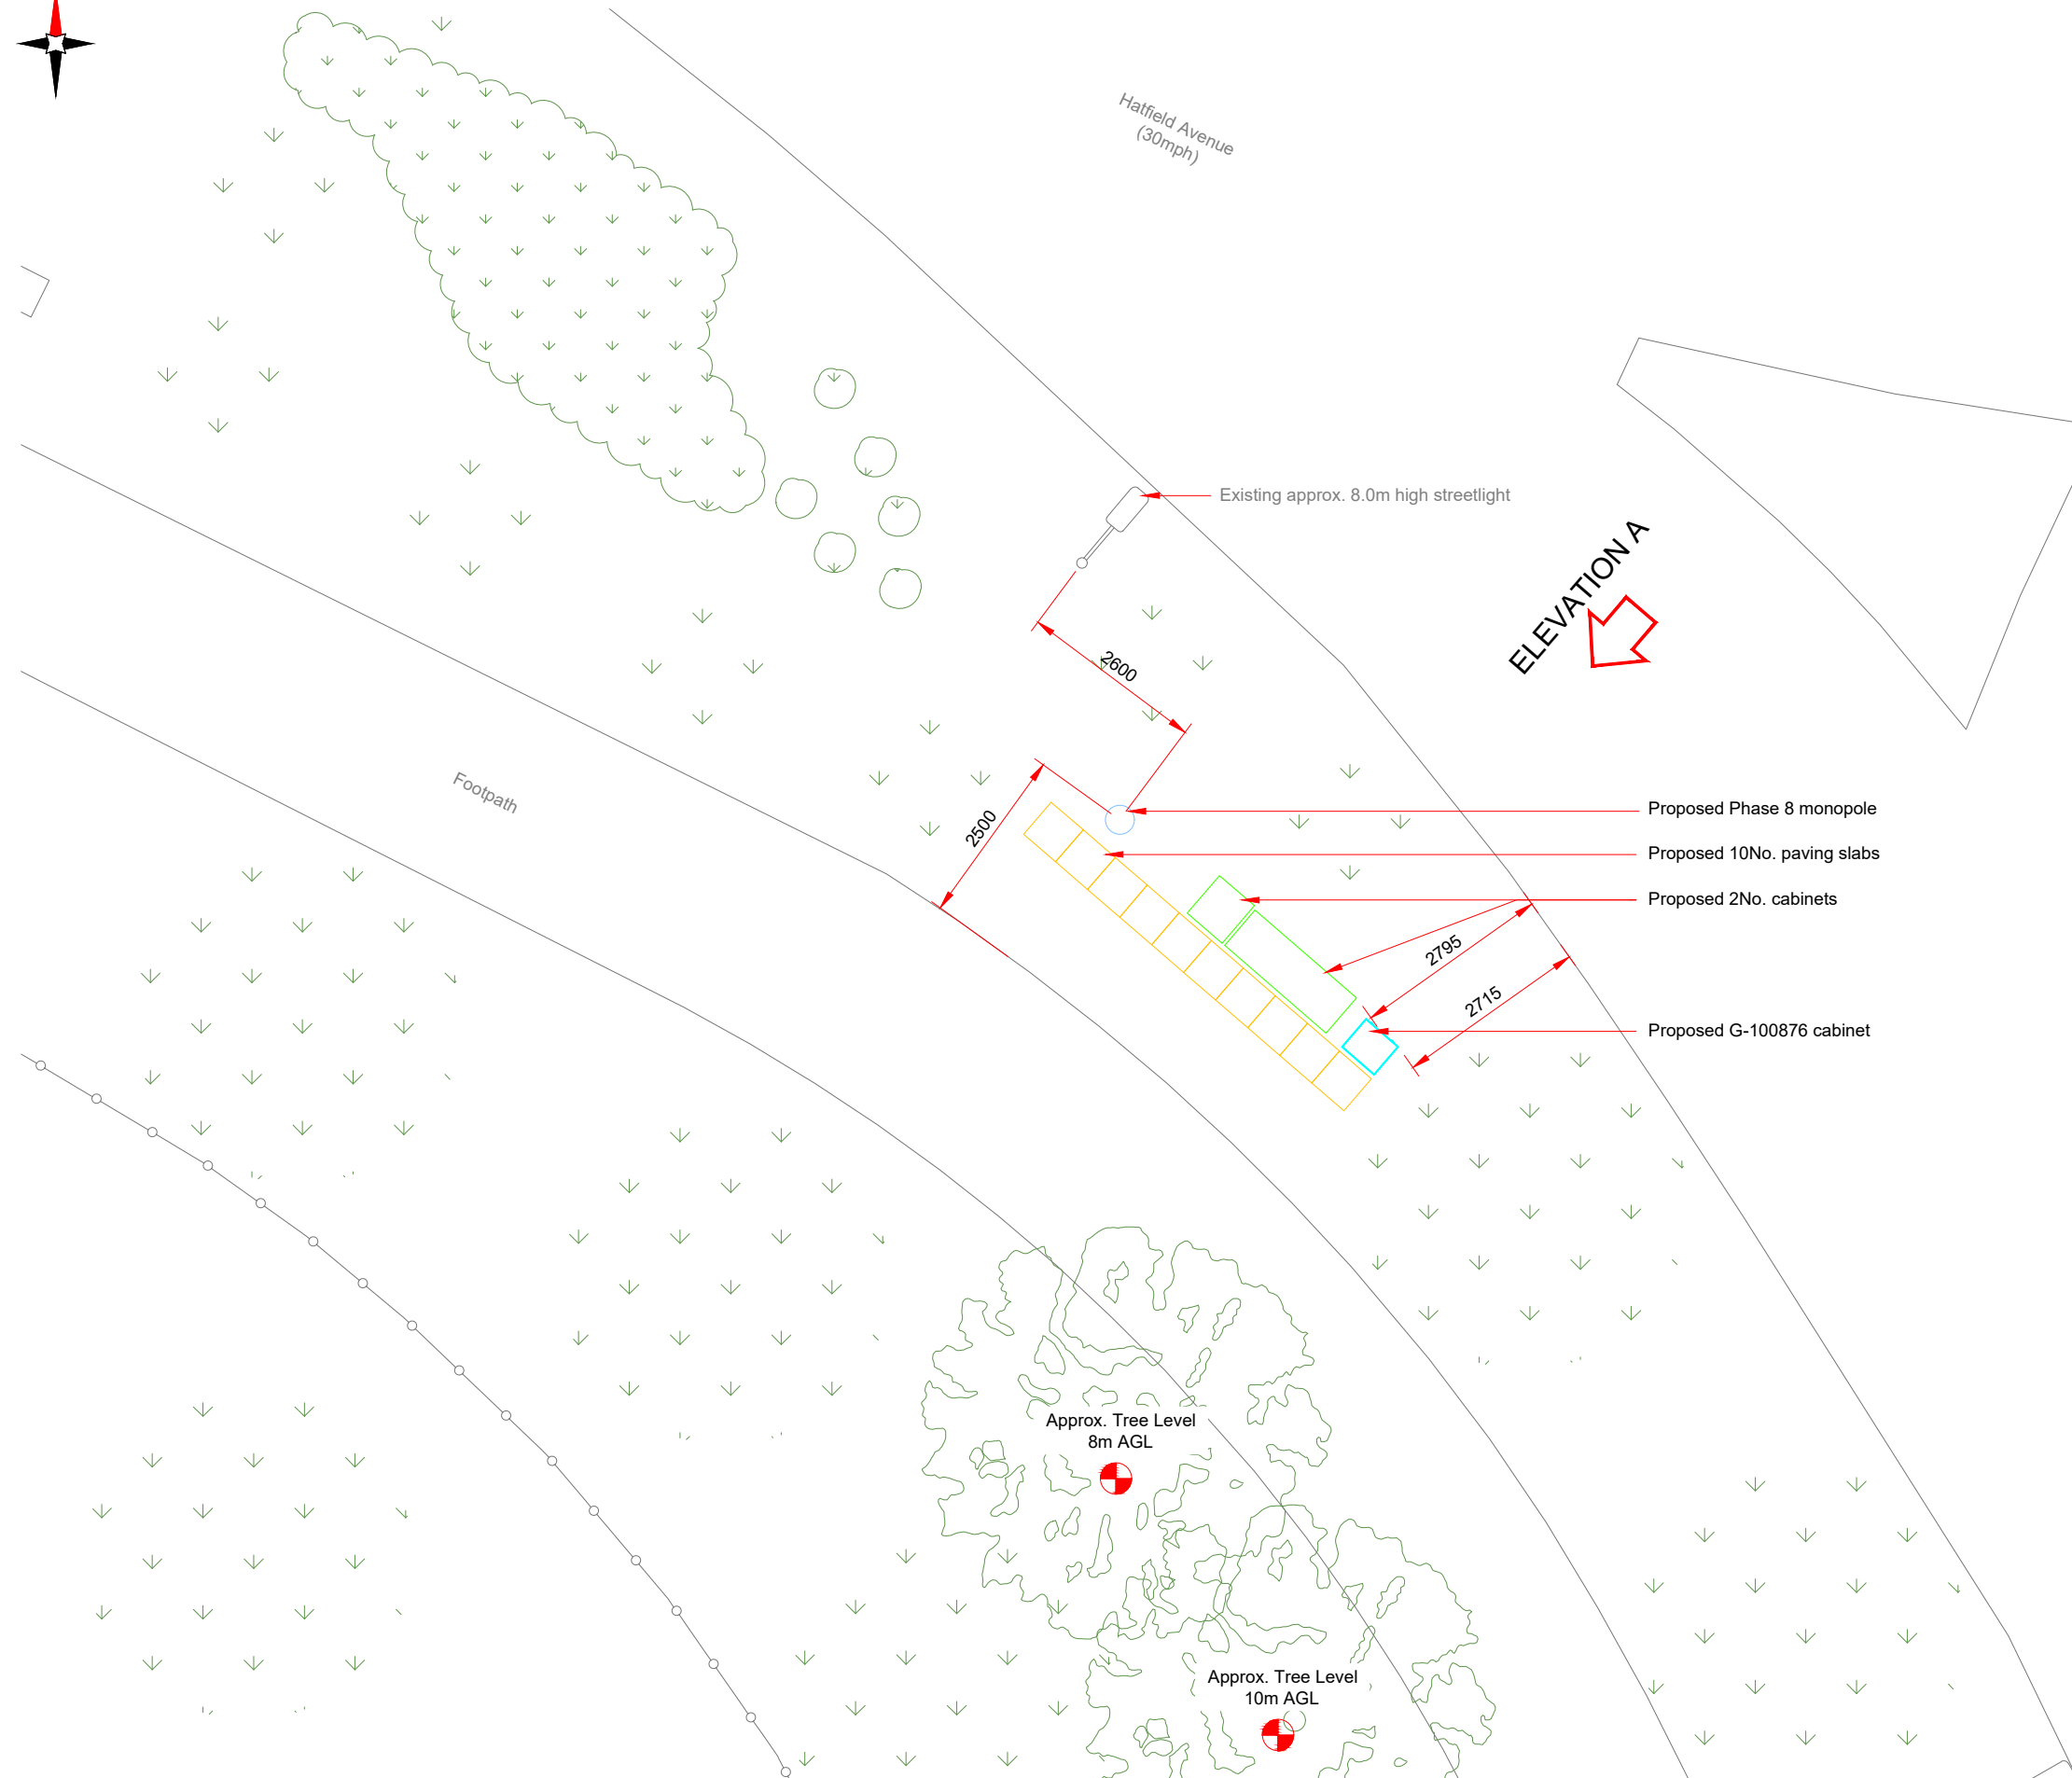 Hatfield Avenue
(30mph)
Existing approx. 8.0m high streetlight
ELEVATION A
2600
Footpath
2500
Proposed Phase 8 monopole
Proposed 10No. paving slabs
Proposed 2No. cabinets
2795
2715
Proposed G-100876 cabinet
Approx. Tree Level
8m AGL
Approx. Tree Level
10m AGL